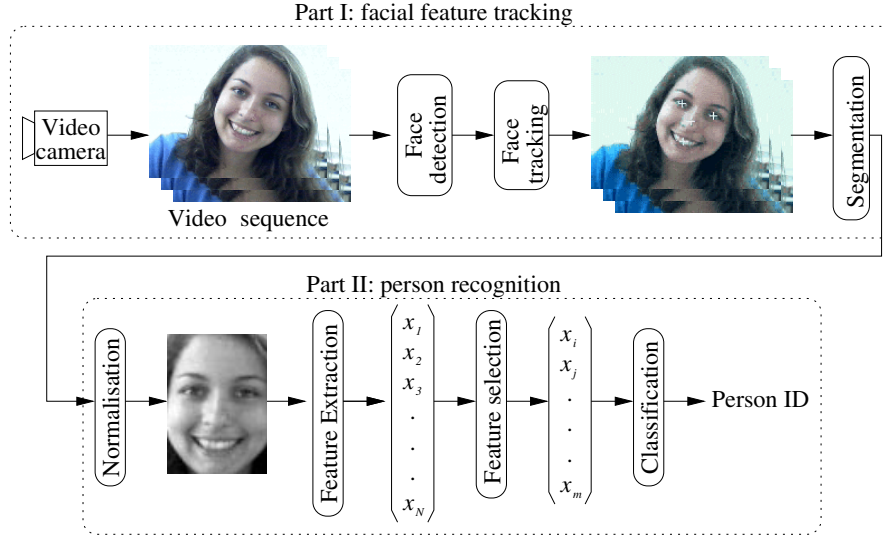 Part I: facial feature tracking
Video
camera
Video sequence
Face
detection
Face
tracking
Segmentation
Part II: person recognition
Normalisation
Feature Extraction
x1
x2
x3
.
.
.
xN
Feature selection
xi
xj
.
.
.
xm
Classification
Person ID